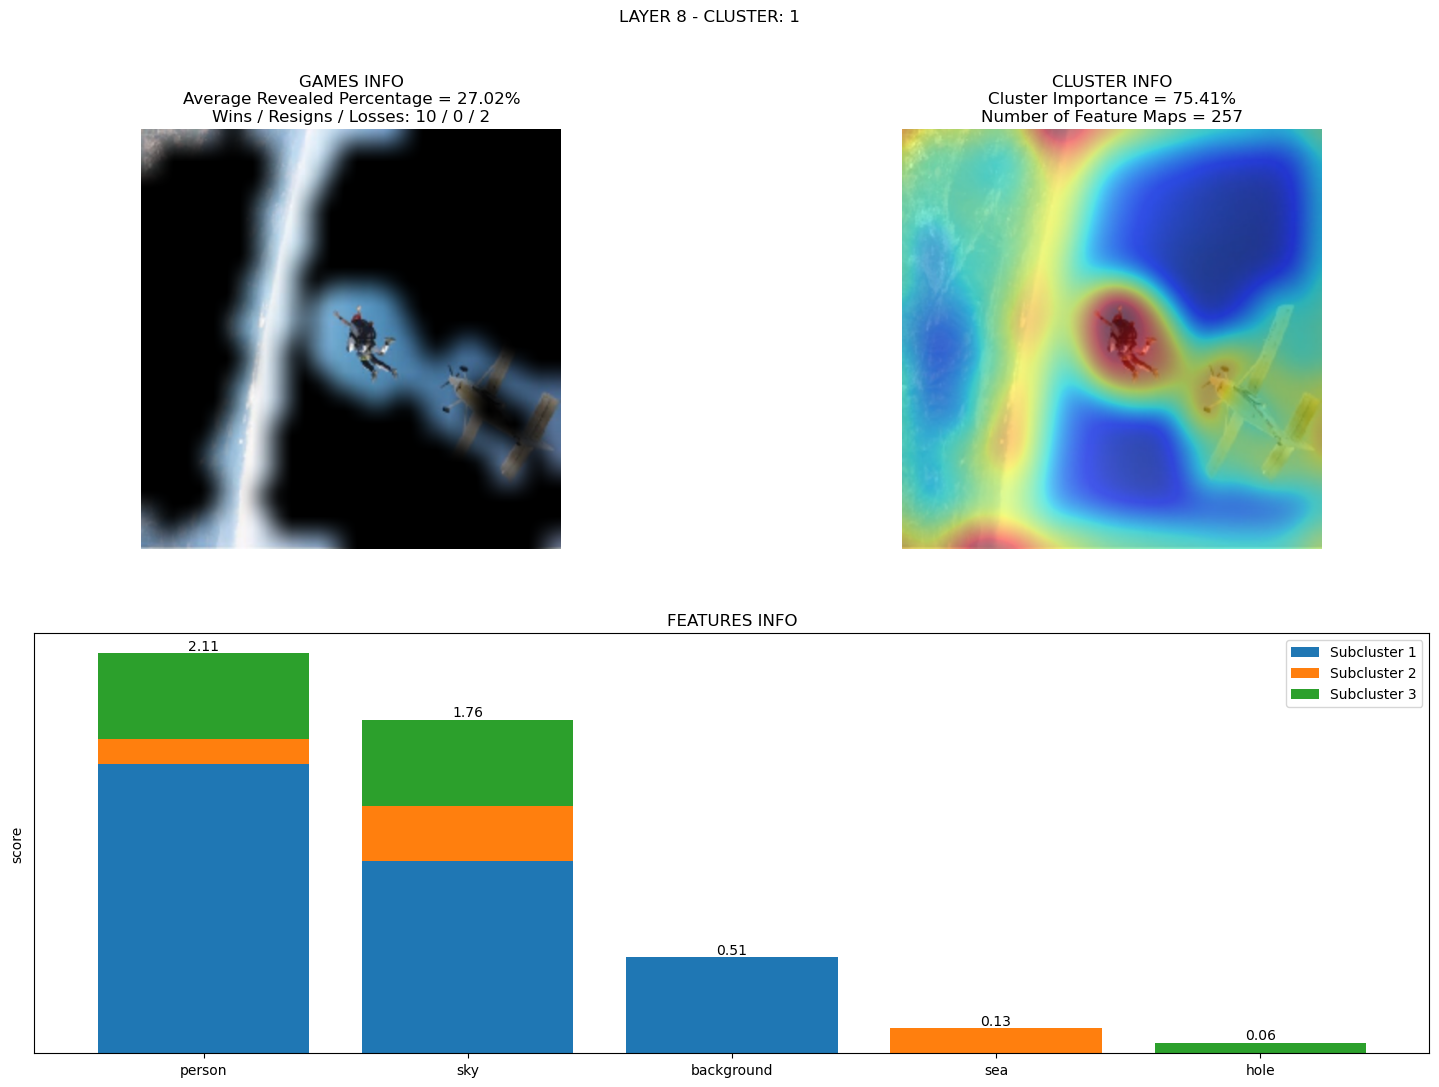 LAYER 8 - CLUSTER: 1
GAMES INFO
Average Revealed Percentage = 27.02%
Wins / Resigns / Losses: 10 / 0 / 2
CLUSTER INFO
Cluster Importance = 75.41%
Number of Feature Maps = 257
FEATURES INFO
score
2.11
1.76
0.51
0.13
0.06
Subcluster 1
Subcluster 2
Subcluster 3
person
sky
background
sea
hole